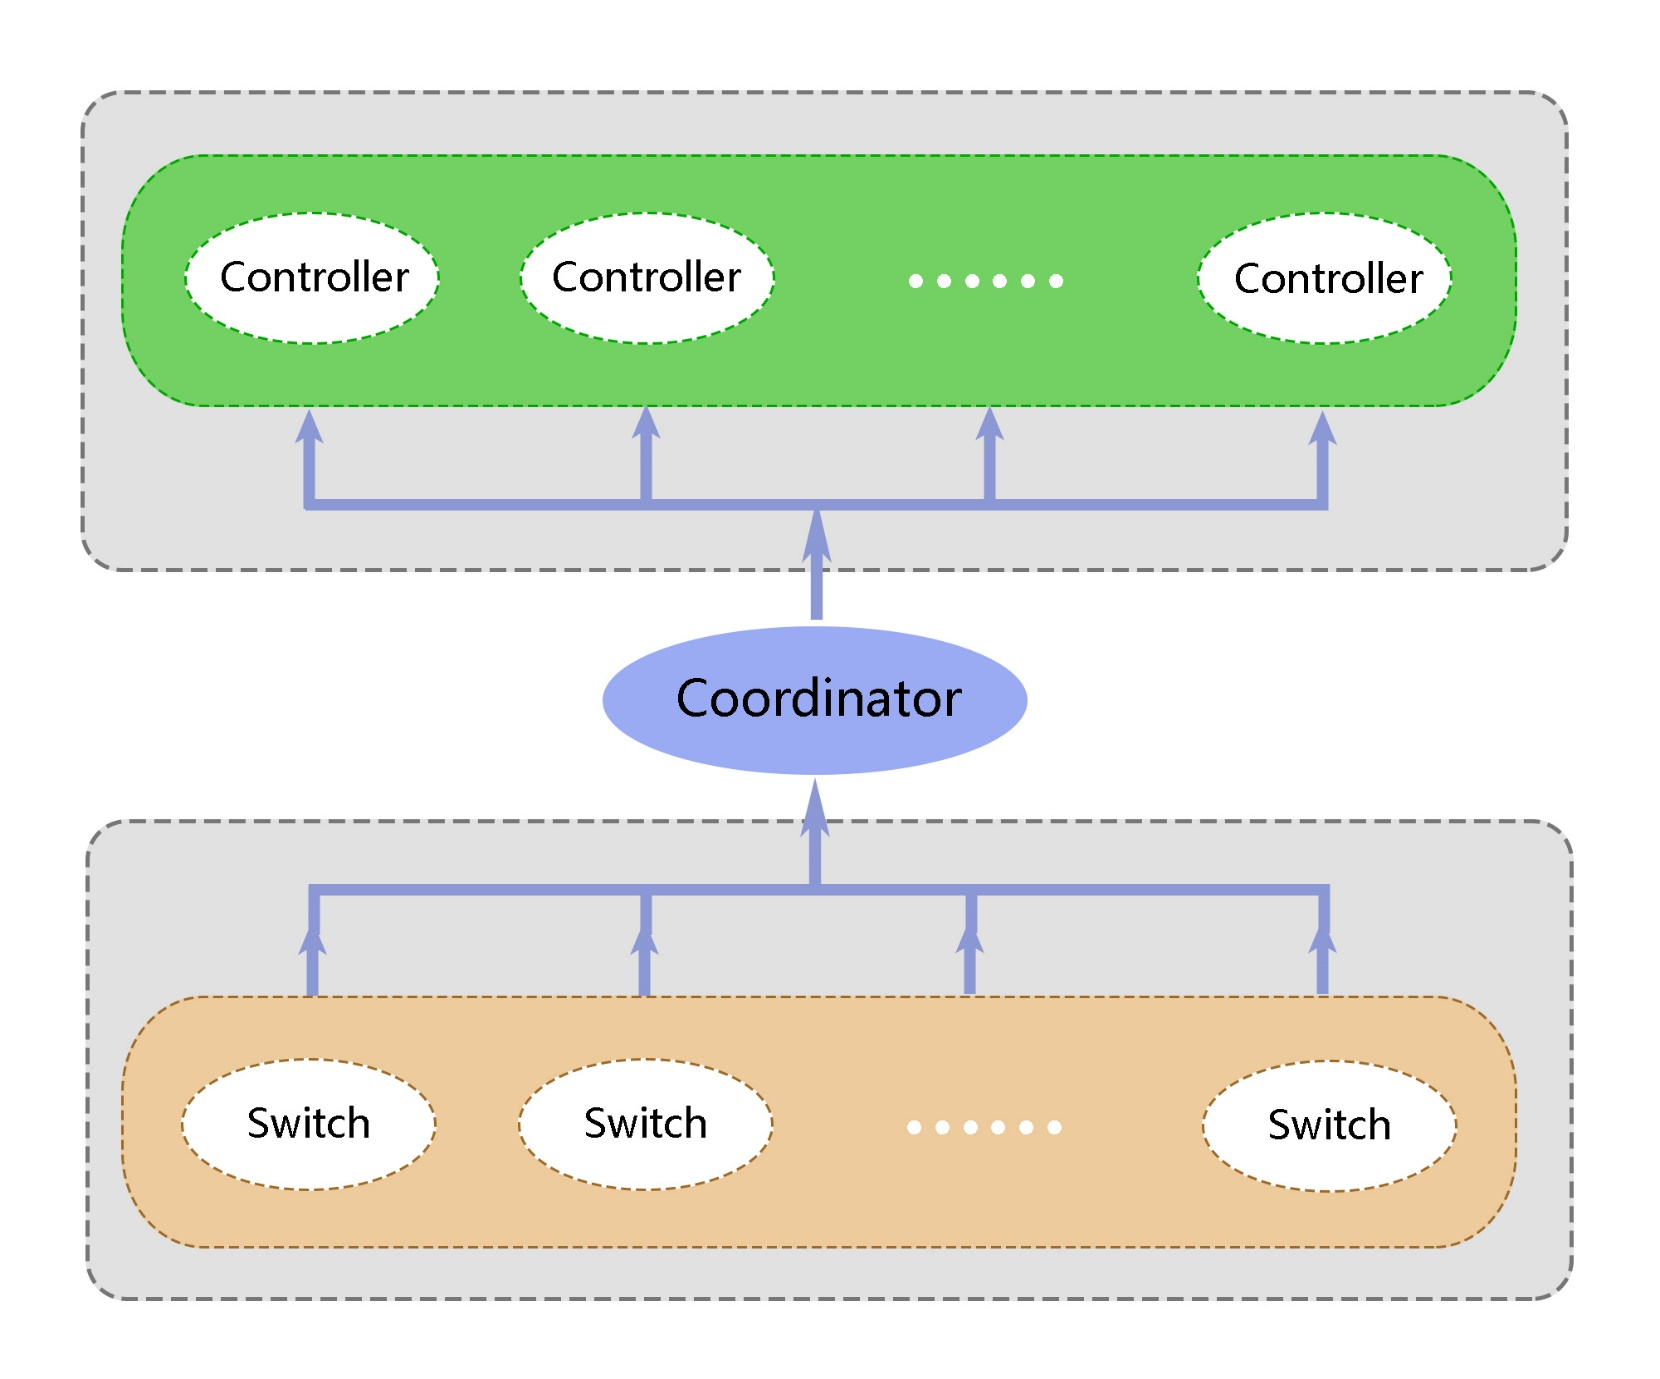 Controller Controller ...... Controller
Coordinator
Switch Switch ...... Switch